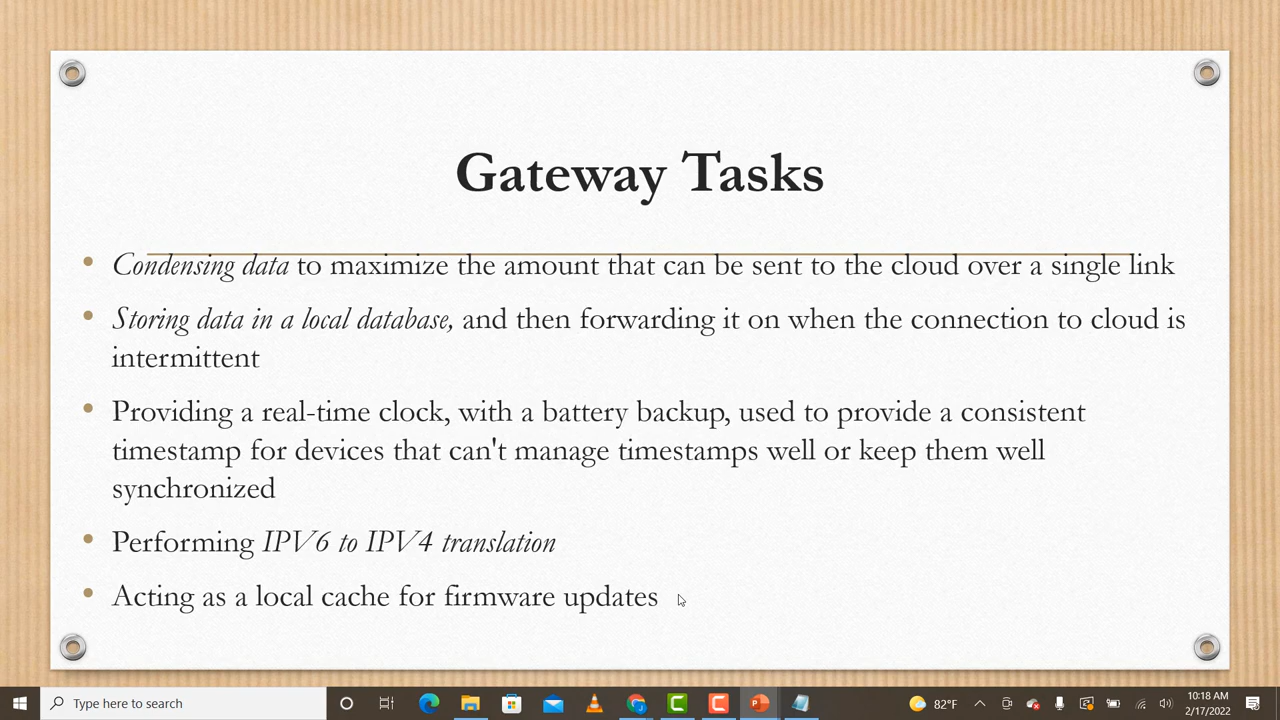 Gateway Tasks
• Condensing data to maximize the amount that can be sent to the cloud over a single link
• Storing data in a local database, and then forwarding it on when the connection to cloud is
intermittent
• Providing a real-time clock, with a battery backup, used to provide a consistent
timestamp for devices that can't manage timestamps well or keep them well
synchronized
• Performing IPV6 to IPV4 translation
• Acting as a local cache for firmware updates
Type here to search
82°F
10:18 AM
2/17/2022